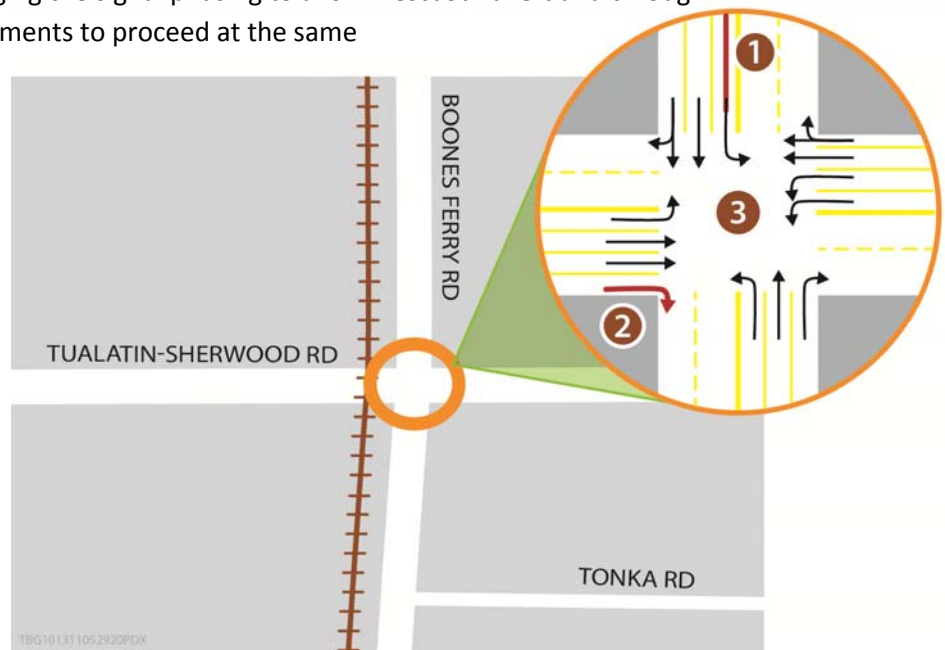 ments to proceed at the same
1
BOONES FERRY RD
3
2
TUALATIN-SHERWOOD RD
TONKA RD
TBG101311052920PDX